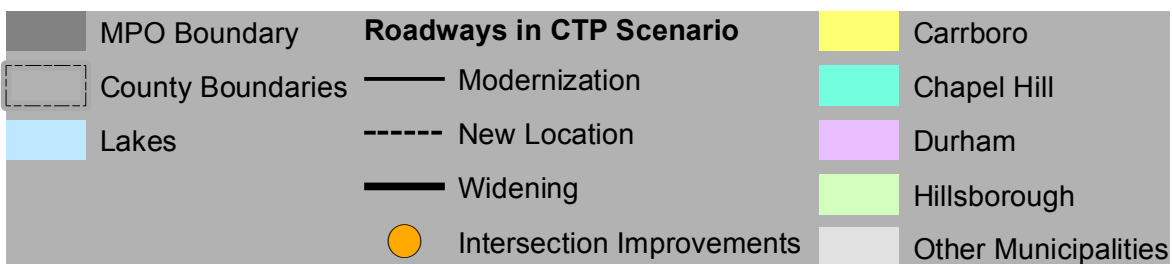 MPO Boundary
County Boundaries
Lakes
Roadways in CTP Scenario
Modernization
New Location
Widening
Intersection Improvements
Carrboro
Chapel Hill
Durham
Hillsborough
Other Municipalities